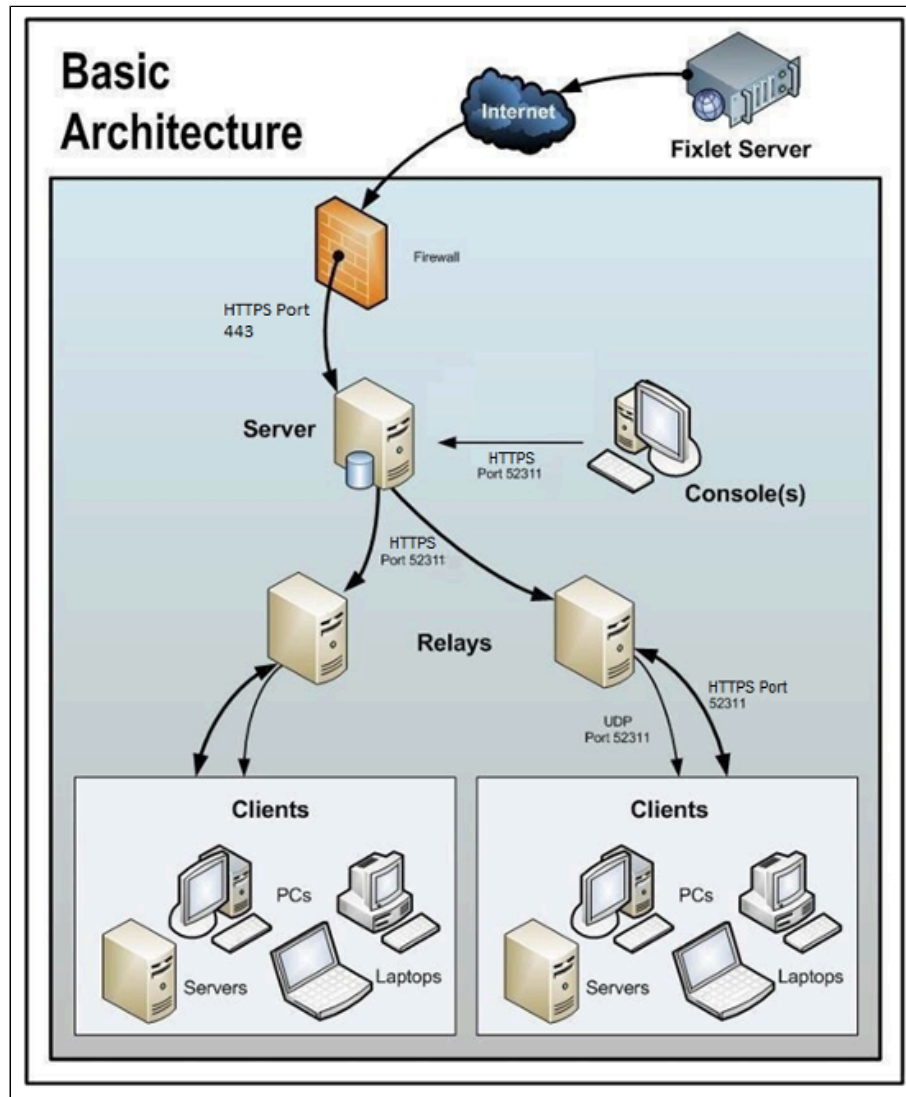 Basic
Architecture
Internet
Fixlet Server
Firewall
HTTPS Port
443
Server
HTTPS
Port 52311
Console(s)
HTTPS
Port 52311
Relays
HTTPS Port
52311
UDP
Port 52311
Clients
PCs
Servers
Laptops
Clients
PCs
Servers
Laptops